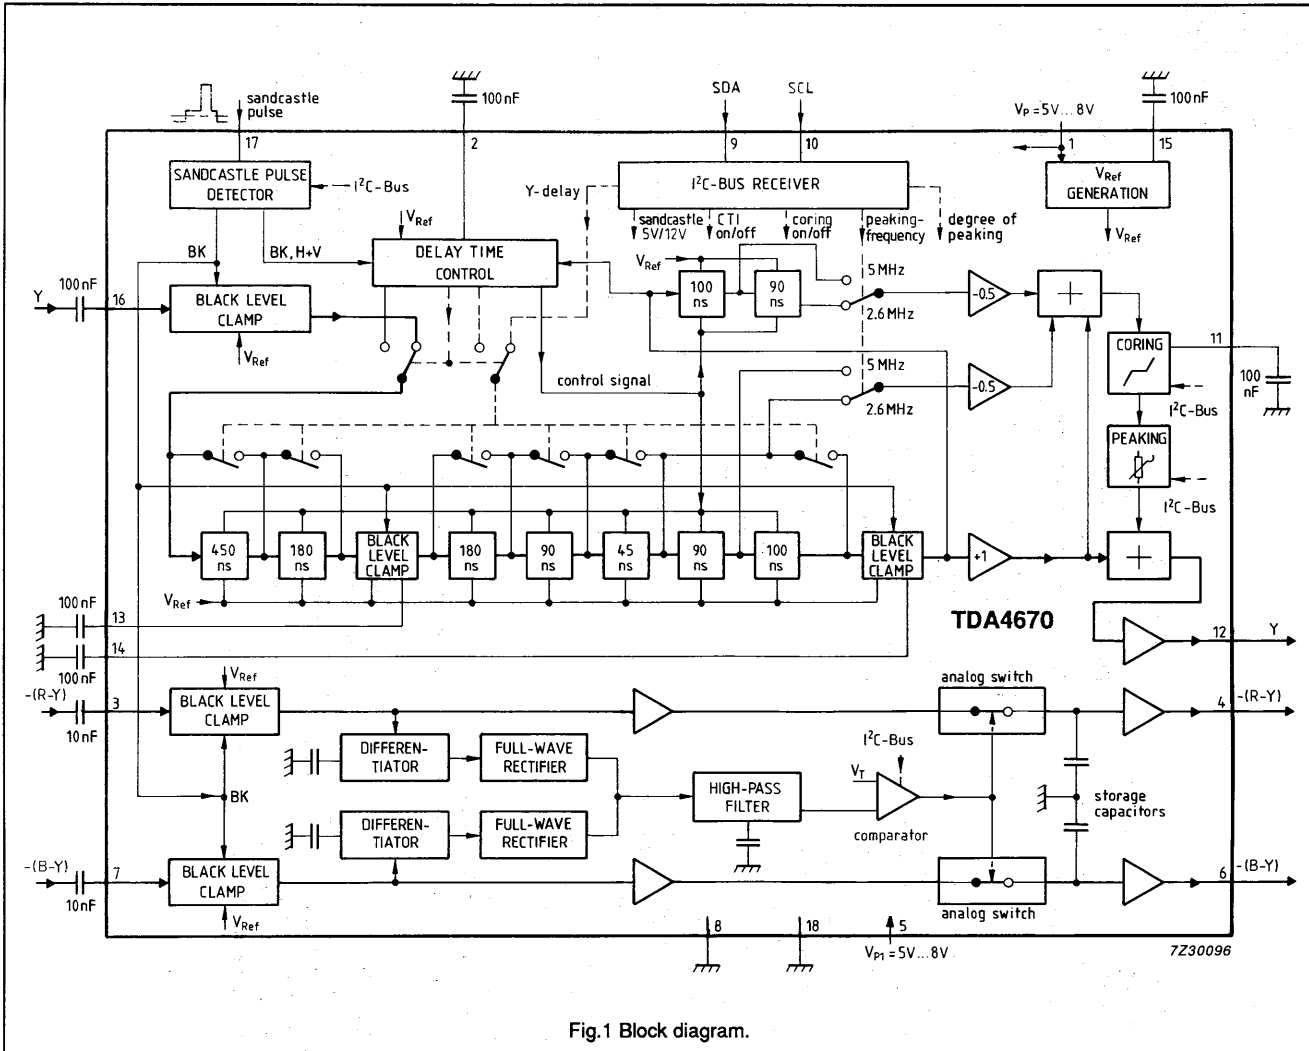 sandcastle
pulse
100nF
SDA
SCL
Vp = 5V...8V
100nF
17
2
9
10
1
15
SANDCASTLE PULSE
DETECTOR
I²C-Bus
Y-delay
I²C-BUS RECEIVER
VRef
GENERATION
VRef
sandcastle
5V/12V
CTI
on/off
coring
on/off
peaking-
frequency
degree of
peaking
VRef
BK
BK, H+V
DELAY TIME
CONTROL
VRef
100
ns
90
ns
5 MHz
2.6 MHz
-0.5
+
100nF
Y
16
BLACK LEVEL
CLAMP
VRef
control signal
5 MHz
2.6 MHz
-0.5
CORING
11
100
nF
I²C-Bus
PEAKING
I²C-Bus
450
ns
180
ns
BLACK
LEVEL
CLAMP
180
ns
90
ns
45
ns
90
ns
100
ns
BLACK
LEVEL
CLAMP
+1
+
VRef
100nF
13
14
100nF
TDA4670
12
Y
-(R-Y)
3
10nF
VRef
BLACK LEVEL
CLAMP
analog switch
4
-(R-Y)
DIFFEREN-
TIATOR
FULL-WAVE
RECTIFIER
I²C-Bus
VT
HIGH-PASS
FILTER
comparator
storage
capacitors
BK
DIFFEREN-
TIATOR
FULL-WAVE
RECTIFIER
-(B-Y)
7
10nF
BLACK LEVEL
CLAMP
VRef
analog switch
6
-(B-Y)
8
18
5
VP1 = 5V...8V
7Z30096
Fig.1 Block diagram.